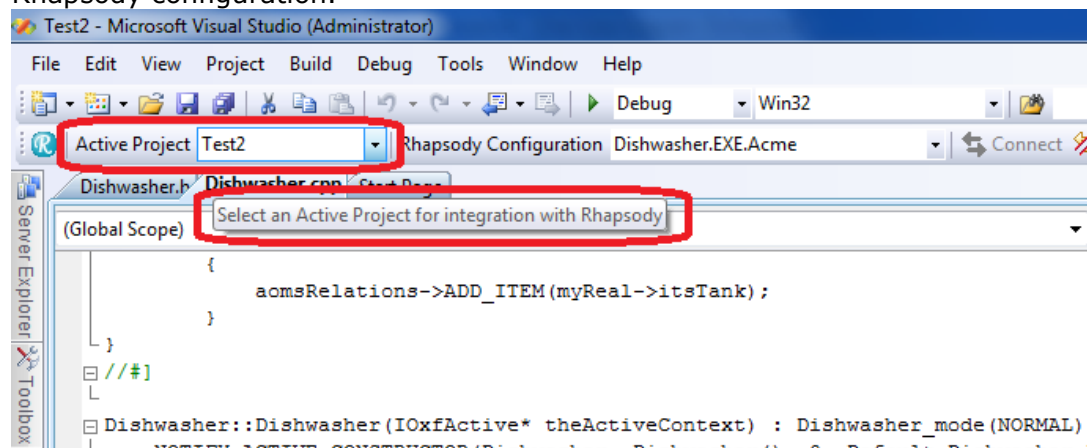 Rhapsody configuration.
Test2 - Microsoft Visual Studio (Administrator)
File Edit View Project Build Debug Tools Window Help
Debug Win32
Active Project Test2 Rhapsody Configuration Dishwasher.EXE.Acme Connect
Dishwasher.h Dishwasher.cpp Start Page
Select an Active Project for integration with Rhapsody
(Global Scope)
Server Explorer
Toolbox
{
aomsRelations->ADD_ITEM(myReal->itsTank);
}
}
//#]
Dishwasher::Dishwasher(IOxfActive* theActiveContext) : Dishwasher_mode(NORMAL)